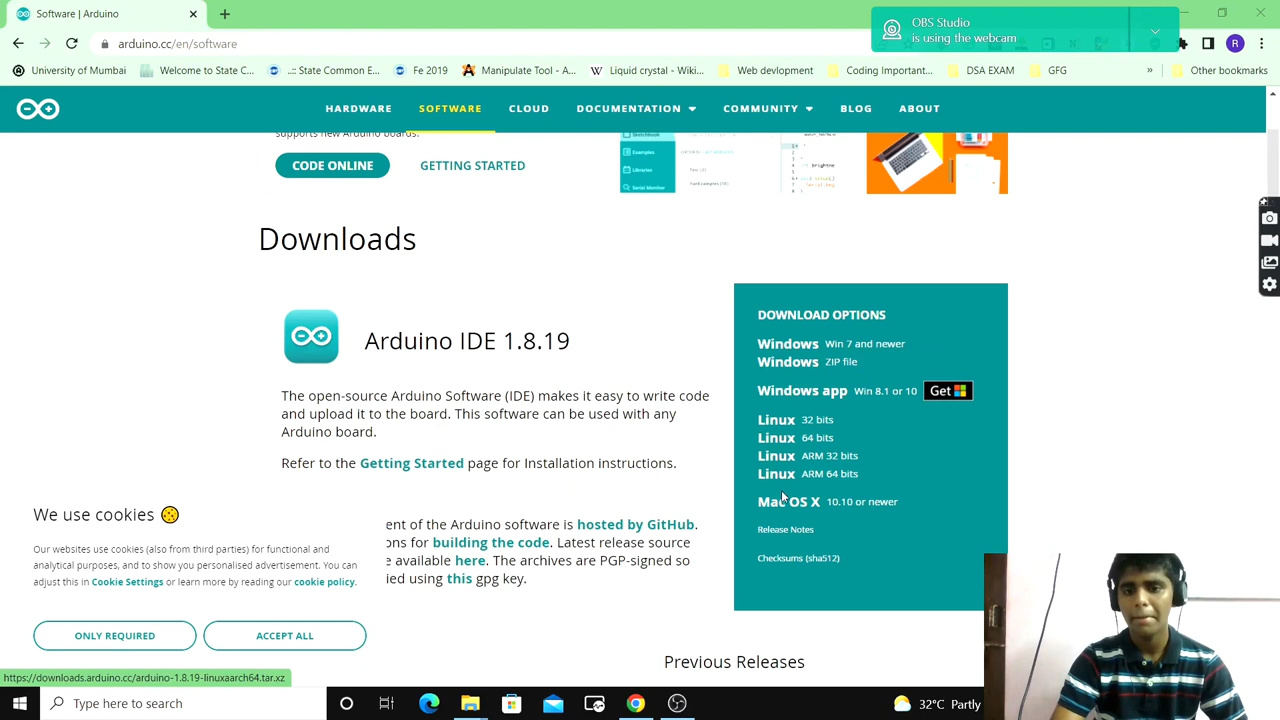 Software | Arduino
OBS Studio
is using the webcam
arduino.cc/en/software
R
University of Mumbai
Welcome to State C...
..:: State Common E...
Fe 2019
Manipulate Tool - A...
Liquid crystal - Wiki...
Web devlopment
Coding Important...
DSA EXAM
GFG
»
Other bookmarks
HARDWARE
SOFTWARE
CLOUD
DOCUMENTATION
COMMUNITY
BLOG
ABOUT
supports new Arduino boards.
CODE ONLINE
GETTING STARTED
Sketchbook
Examples
Libraries
Serial Monitor
Downloads
Arduino IDE 1.8.19
The open-source Arduino Software (IDE) makes it easy to write code
and upload it to the board. This software can be used with any
Arduino board.
Refer to the Getting Started page for Installation instructions.
ent of the Arduino software is hosted by GitHub.
ons for building the code. Latest release source
e available here. The archives are PGP-signed so
ied using this gpg key.
DOWNLOAD OPTIONS
Windows Win 7 and newer
Windows ZIP file
Windows app Win 8.1 or 10 Get
Linux 32 bits
Linux 64 bits
Linux ARM 32 bits
Linux ARM 64 bits
Mac OS X 10.10 or newer
Release Notes
Checksums (sha512)
We use cookies
Our websites use cookies (also from third parties) for functional and
analytical purposes, and to show you personalised advertisement. You can
adjust this in Cookie Settings or learn more by reading our cookie policy.
ONLY REQUIRED
ACCEPT ALL
Previous Releases
https://downloads.arduino.cc/arduino-1.8.19-linuxaarch64.tar.xz
Type here to search
32°C Partly